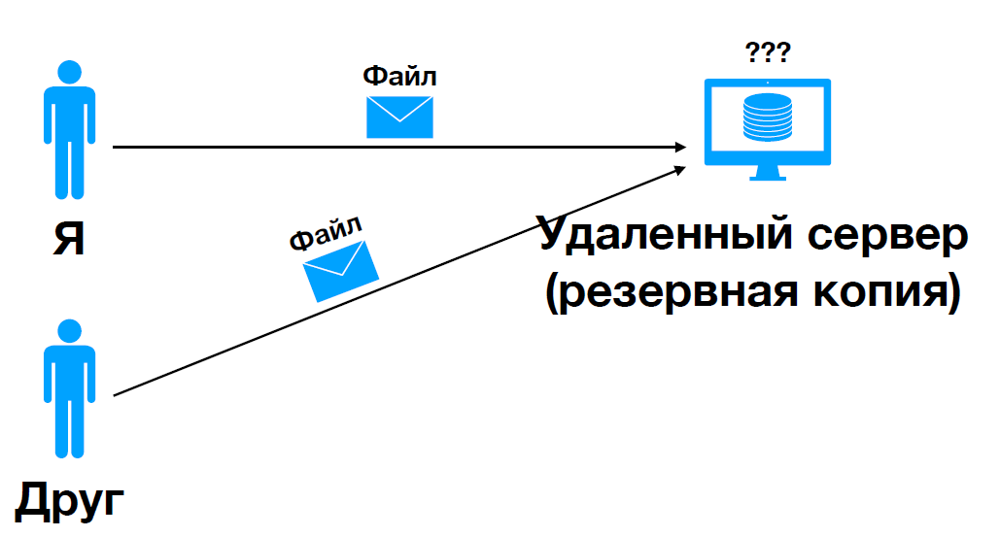 ???
Файл
Я
Файл
Удаленный сервер
(резервная копия)
Друг